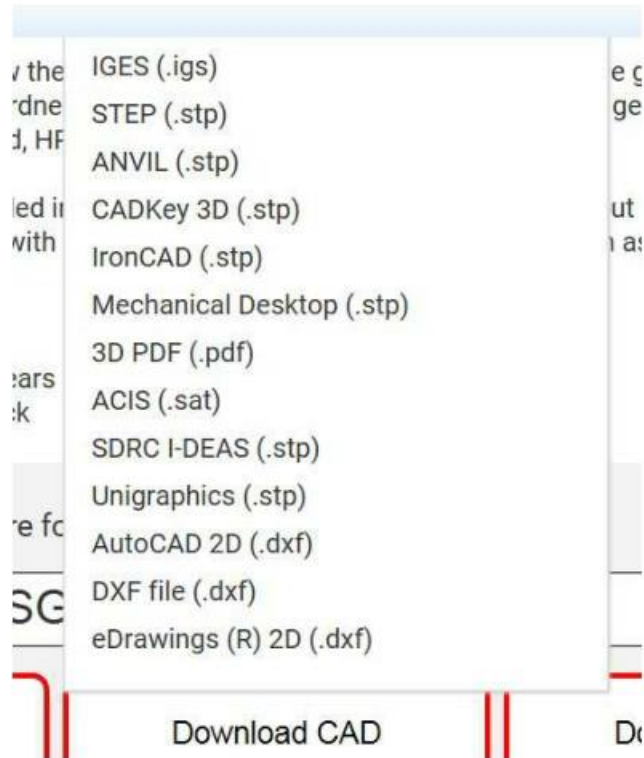 IGES (.igs)
STEP (.stp)
ANVIL (.stp)
CADKey 3D (.stp)
IronCAD (.stp)
Mechanical Desktop (.stp)
3D PDF (.pdf)
ACIS (.sat)
SDRC I-DEAS (.stp)
Unigraphics (.stp)
AutoCAD 2D (.dxf)
DXF file (.dxf)
eDrawings (R) 2D (.dxf)
Download CAD